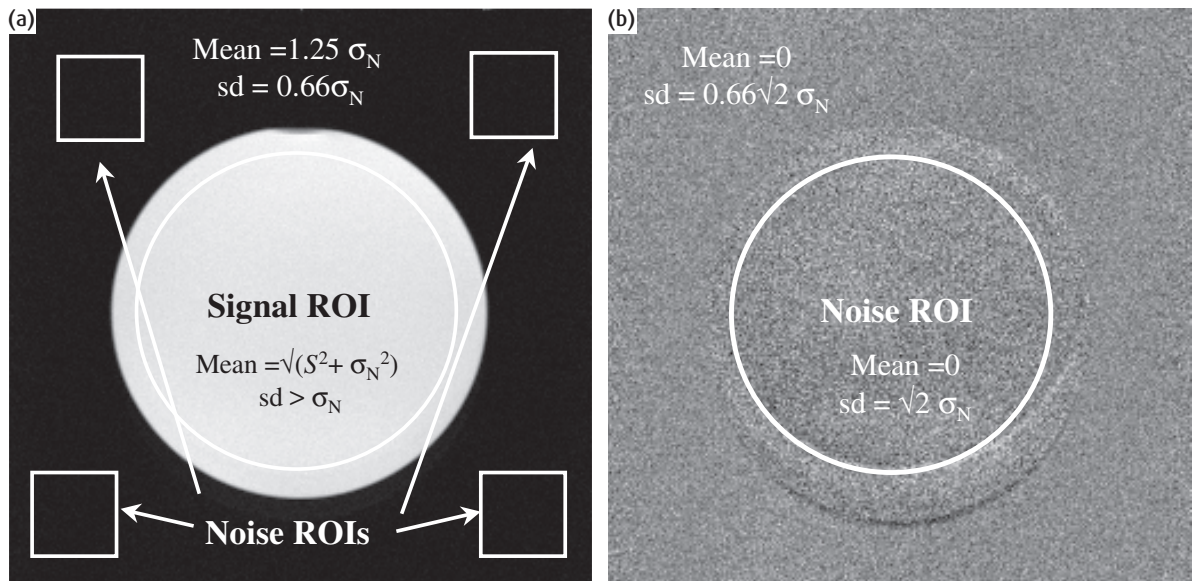 (a)
Mean =1.25 σN
sd = 0.66σN
Signal ROI
Mean =√(S²+ σN²)
sd > σN
Noise ROIs
(b)
Mean =0
sd = 0.66√2 σN
Noise ROI
Mean =0
sd = √2 σN